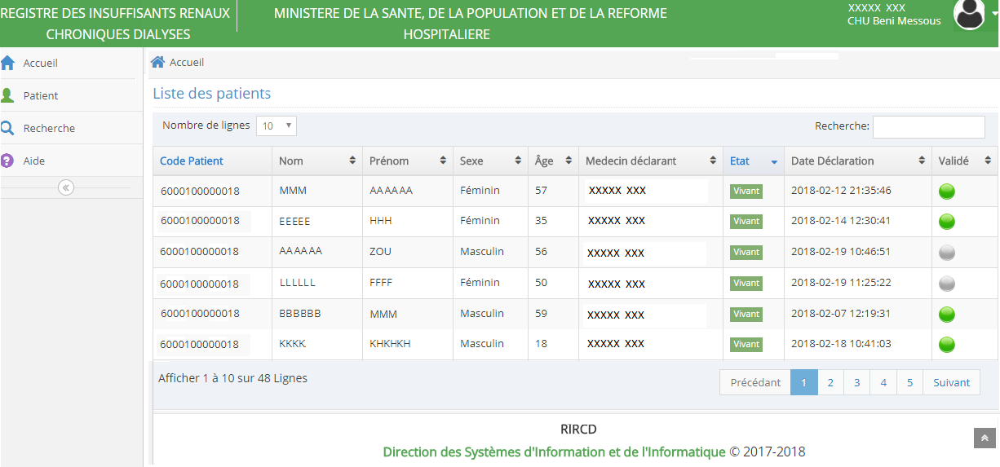 REGISTRE DES INSUFFISANTS RENAUX
CHRONIQUES DIALYSES
MINISTERE DE LA SANTE, DE LA POPULATION ET DE LA REFORME
HOSPITALIERE
XXXXX XXX
CHU Beni Messous
Accueil
Patient
Recherche
Aide
Accueil
Liste des patients
Nombre de lignes 10 Recherche:
Code Patient Nom Prénom Sexe Âge Medecin déclarant Etat Date Déclaration Validé
6000100000018 MMM AAAAAA Féminin 57 XXXXX XXX Vivant 2018-02-12 21:35:46
6000100000018 EEEEE HHH Féminin 35 XXXXX XXX Vivant 2018-02-14 12:30:41
6000100000018 AAAAAA ZOU Masculin 56 XXXXX XXX Vivant 2018-02-19 10:46:51
6000100000018 LLLLLL FFFF Féminin 50 XXXXX XXX Vivant 2018-02-19 11:25:22
6000100000018 BBBBBB MMM Masculin 59 XXXXX XXX Vivant 2018-02-07 12:19:31
6000100000018 KKKK KHKHKH Masculin 18 XXXXX XXX Vivant 2018-02-18 10:41:03
Afficher 1 à 10 sur 48 Lignes Précédant 1 2 3 4 5 Suivant
RIRCD
Direction des Systèmes d'Information et de l'Informatique © 2017-2018